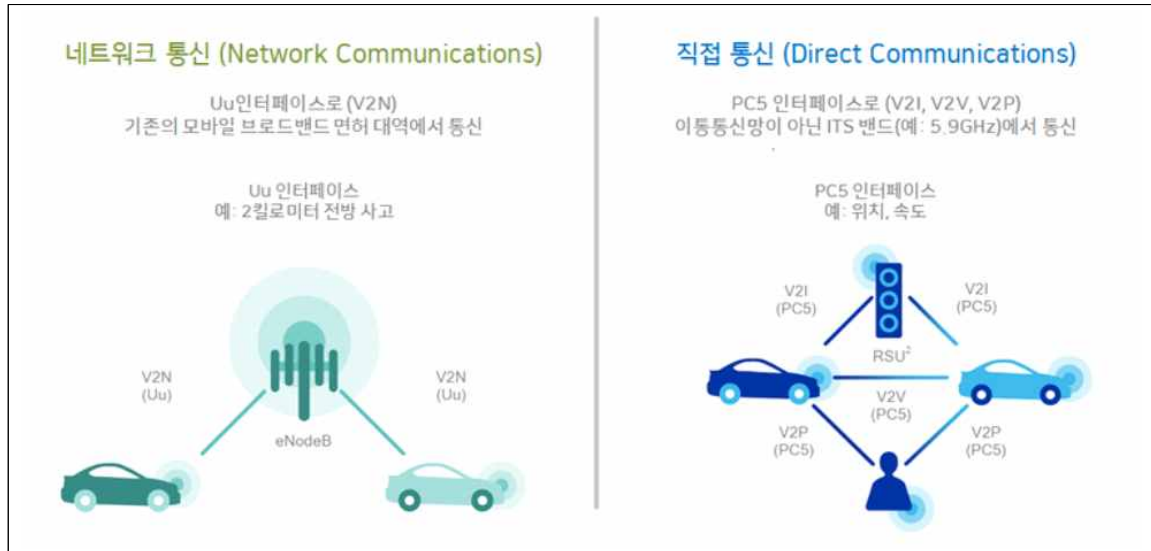 네트워크 통신 (Network Communications)
Uu인터페이스로 (V2N)
기존의 모바일 브로드밴드 면허 대역에서 통신
Uu 인터페이스
예: 2킬로미터 전방 사고
V2N
(Uu)
V2N
(Uu)
eNodeB
직접 통신 (Direct Communications)
PC5 인터페이스로 (V2I, V2V, V2P)
이통통신망이 아닌 ITS 밴드(예: 5.9GHz)에서 통신
PC5 인터페이스
예: 위치, 속도
V2I
(PC5)
V2I
(PC5)
RSU²
V2V
(PC5)
V2P
(PC5)
V2P
(PC5)